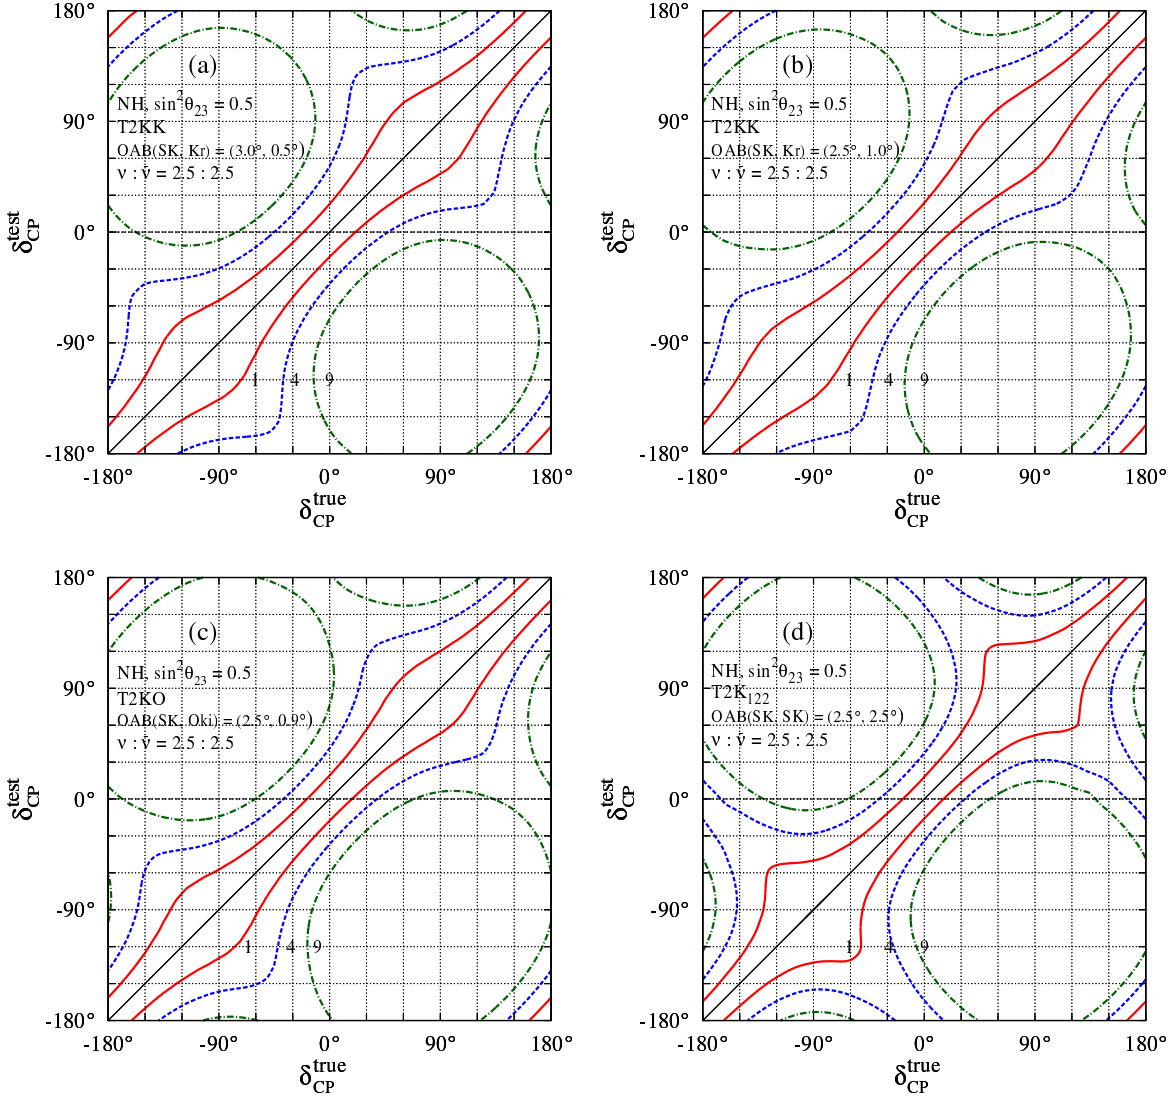 180°
90°
0°
-90°
-180°
δCP^test
(a)
NH, sin²θ23 = 0.5
T2KK
OAB(SK, Kr) = (3.0°, 0.5°)
ν : ν̄ = 2.5 : 2.5
1 4 9
-180° -90° 0° 90° 180°
δCP^true
180°
90°
0°
-90°
-180°
δCP^test
(b)
NH, sin²θ23 = 0.5
T2KK
OAB(SK, Kr) = (2.5°, 1.0°)
ν : ν̄ = 2.5 : 2.5
1 4 9
-180° -90° 0° 90° 180°
δCP^true
180°
90°
0°
-90°
-180°
δCP^test
(c)
NH, sin²θ23 = 0.5
T2KO
OAB(SK, Oki) = (2.5°, 0.9°)
ν : ν̄ = 2.5 : 2.5
1 4 9
-180° -90° 0° 90° 180°
δCP^true
180°
90°
0°
-90°
-180°
δCP^test
(d)
NH, sin²θ23 = 0.5
T2K122
OAB(SK, SK) = (2.5°, 2.5°)
ν : ν̄ = 2.5 : 2.5
1 4 9
-180° -90° 0° 90° 180°
δCP^true